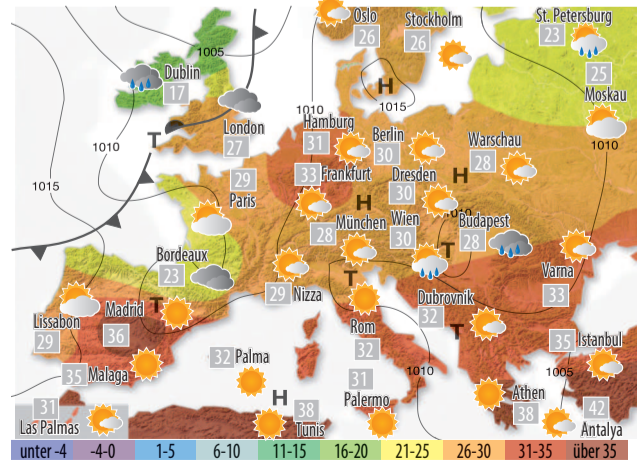 Oslo
26
Stockholm
26
St. Petersburg
23
1005
Dublin
17
H
1015
25
Moskau
1010
Hamburg
31
Berlin
30
1010
T
London
27
1010
Warschau
28
33
Frankfurt
Dresden
30
H
1015
29
Paris
H
München
28
Wien
30
1010
Budapest
28
T
Bordeaux
23
T
29
Nizza
Varna
33
Dubrovnik
32
T
Lissabon
29
Madrid
36
T
Rom
32
35
Istanbul
35
Malaga
32
Palma
31
Palermo
1010
1005
H
31
Las Palmas
38
Tunis
Athen
38
42
Antalya
unter -4 -4-0 1-5 6-10 11-15 16-20 21-25 26-30 31-35 über 35